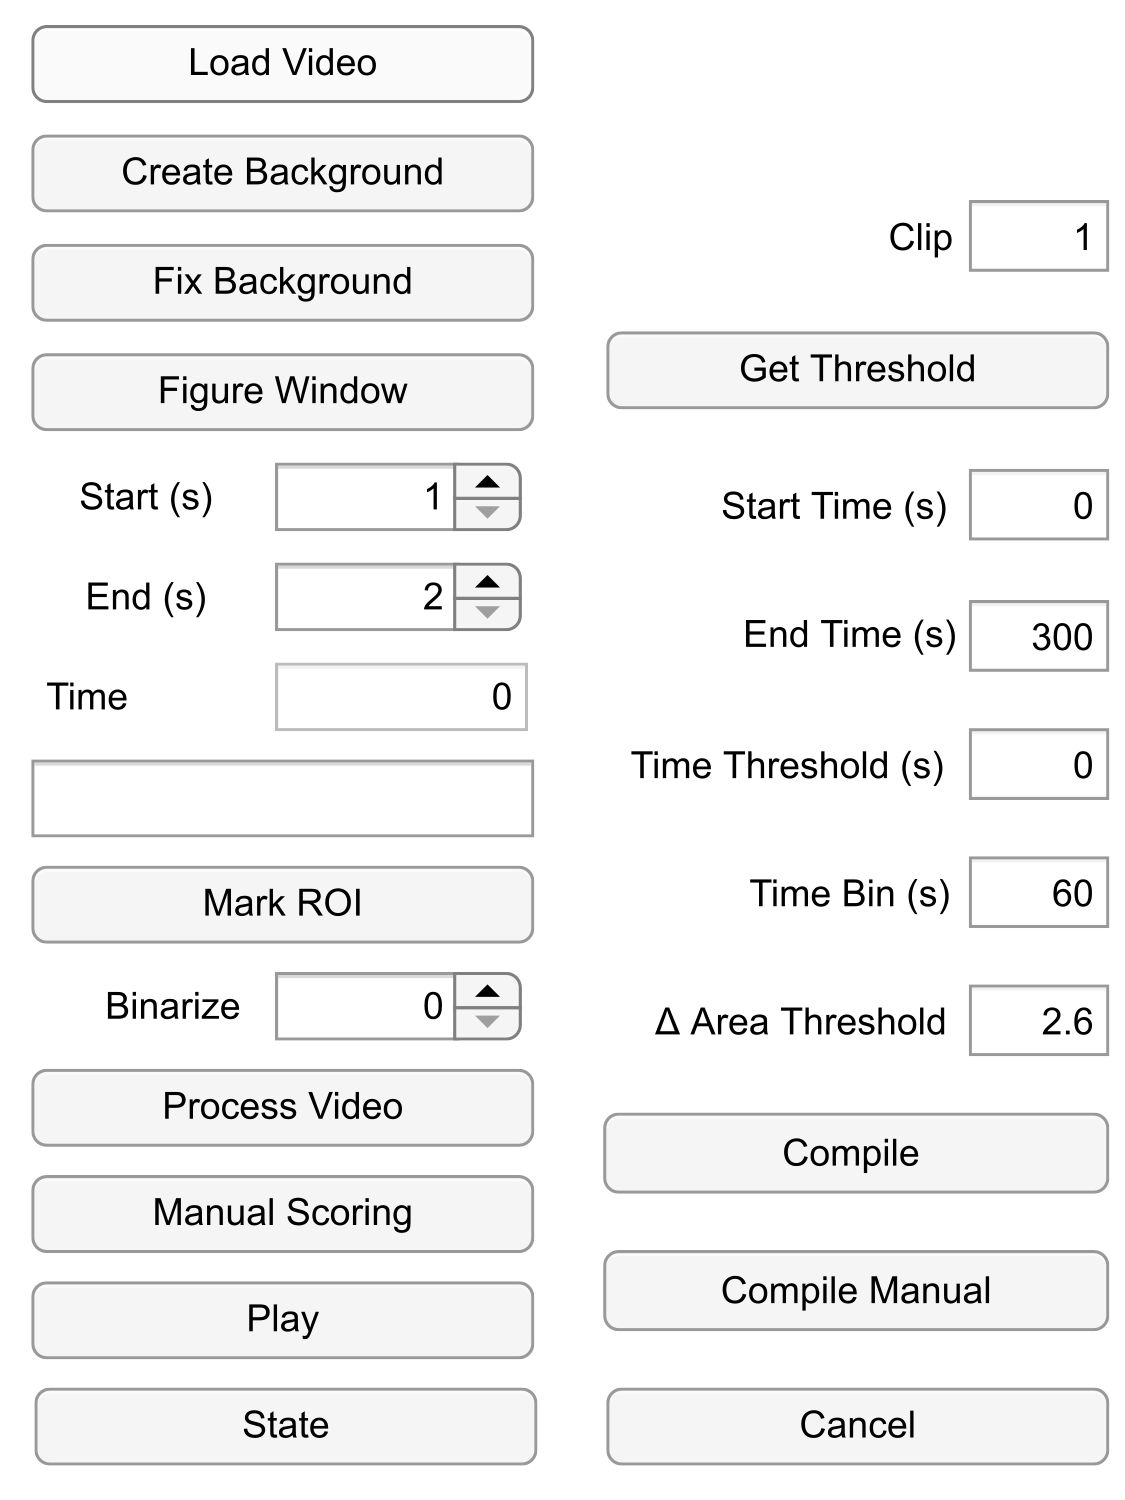 Load Video
Create Background
Fix Background
Figure Window
Start (s) 1
End (s) 2
Time 0
Mark ROI
Binarize 0
Process Video
Manual Scoring
Play
State
Clip 1
Get Threshold
Start Time (s) 0
End Time (s) 300
Time Threshold (s) 0
Time Bin (s) 60
Δ Area Threshold 2.6
Compile
Compile Manual
Cancel